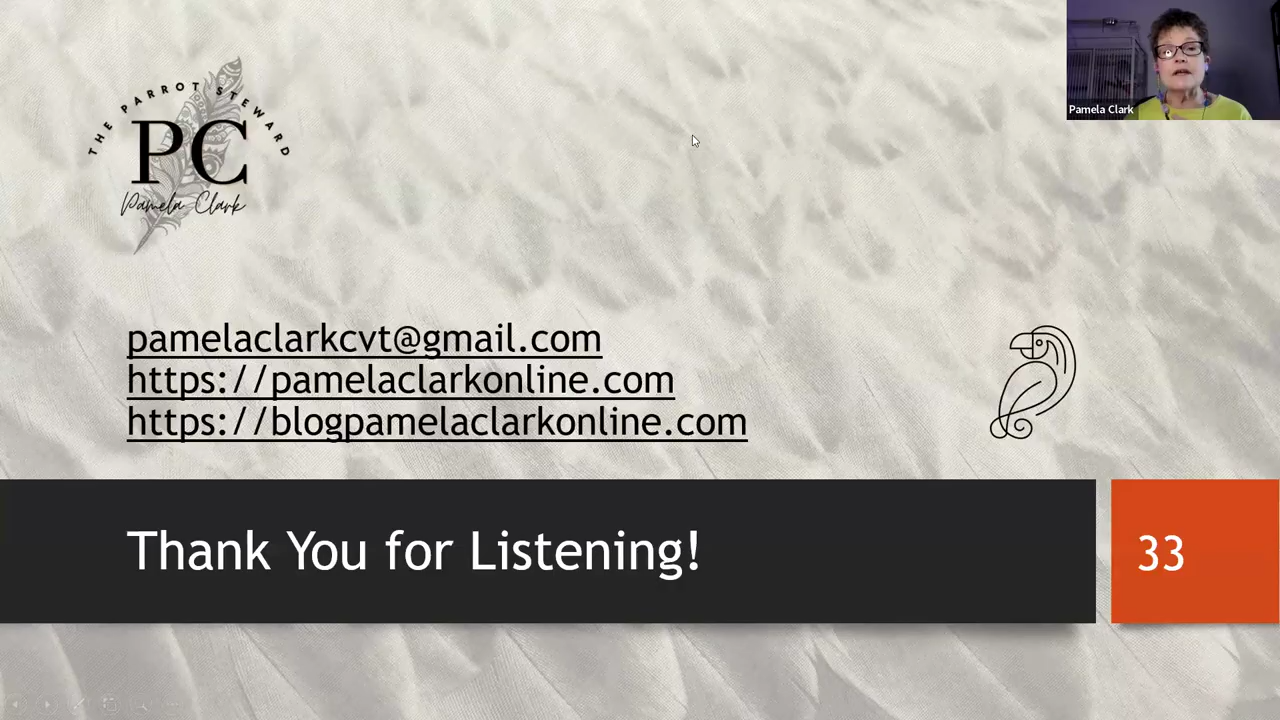 THE PARROT STEWARD
PC
Pamela Clark
Pamela Clark
pamelaclarkcvt@gmail.com
https://pamelaclarkonline.com
https://blogpamelaclarkonline.com
Thank You for Listening!
33